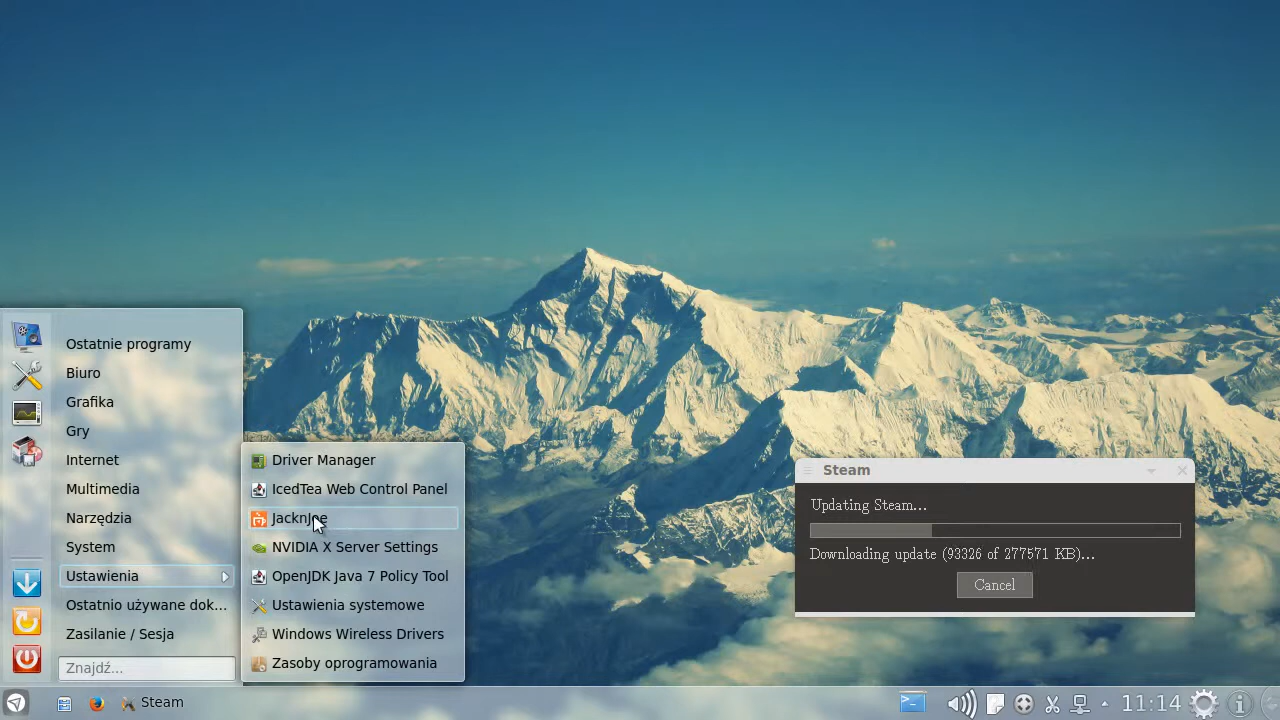 Ostatnie programy
Biuro
Grafika
Gry
Internet
Multimedia
Narzędzia
System
Ustawienia
Ostatnio używane dok...
Zasilanie / Sesja
Znajdź...
Driver Manager
IcedTea Web Control Panel
JacknJoe
NVIDIA X Server Settings
OpenJDK Java 7 Policy Tool
Ustawienia systemowe
Windows Wireless Drivers
Zasoby oprogramowania
Steam
Updating Steam...
Downloading update (93326 of 277571 KB)...
Cancel
Steam
11:14